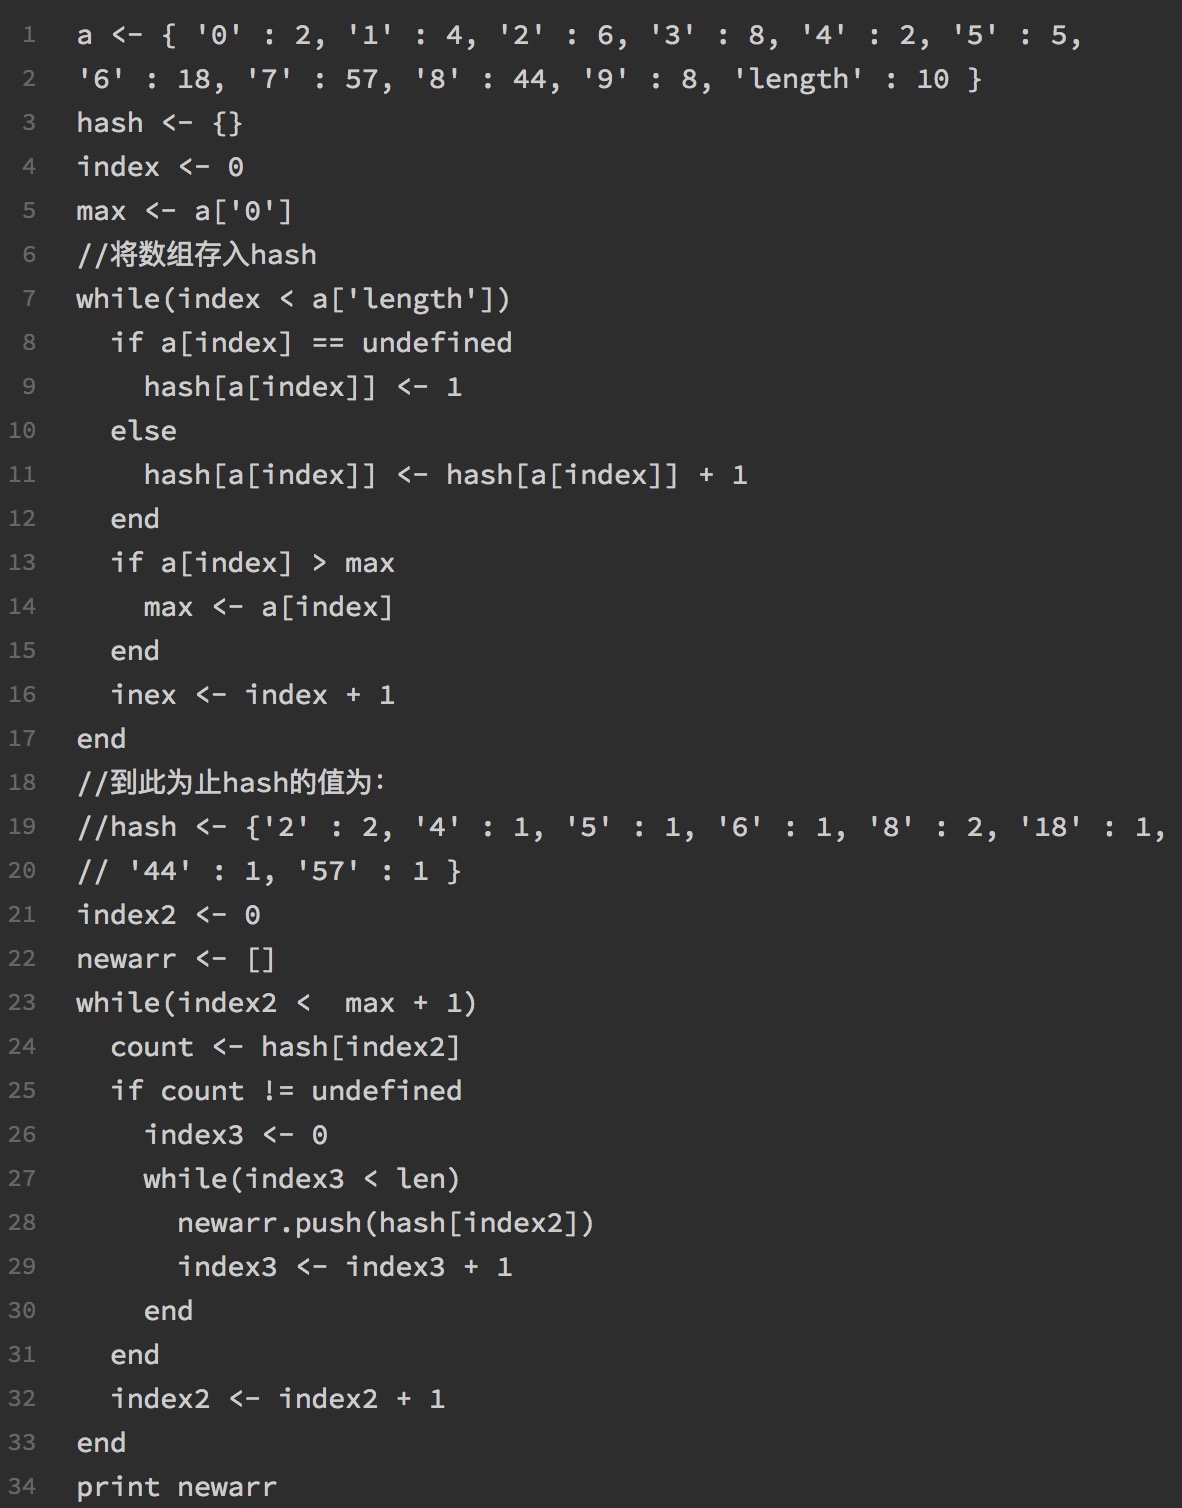 1 a <- { '0' : 2, '1' : 4, '2' : 6, '3' : 8, '4' : 2, '5' : 5,
2 '6' : 18, '7' : 57, '8' : 44, '9' : 8, 'length' : 10 }
3 hash <- {}
4 index <- 0
5 max <- a['0']
6 //将数组存入hash
7 while(index < a['length'])
8   if a[index] == undefined
9     hash[a[index]] <- 1
10   else
11     hash[a[index]] <- hash[a[index]] + 1
12   end
13   if a[index] > max
14     max <- a[index]
15   end
16   inex <- index + 1
17 end
18 //到此为止hash的值为：
19 //hash <- {'2' : 2, '4' : 1, '5' : 1, '6' : 1, '8' : 2, '18' : 1,
20 // '44' : 1, '57' : 1 }
21 index2 <- 0
22 newarr <- []
23 while(index2 <  max + 1)
24   count <- hash[index2]
25   if count != undefined
26     index3 <- 0
27     while(index3 < len)
28       newarr.push(hash[index2])
29       index3 <- index3 + 1
30     end
31   end
32   index2 <- index2 + 1
33 end
34 print newarr